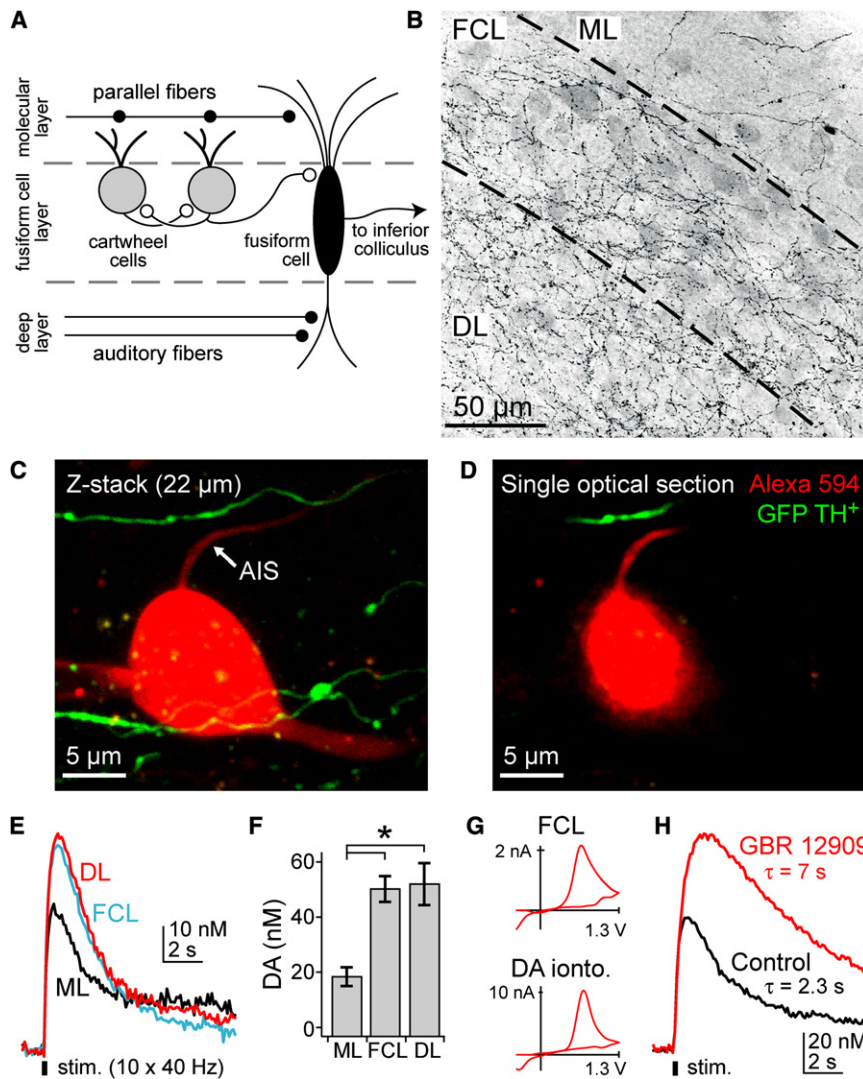 A
molecular
layer
parallel fibers
fusiform cell
layer
cartwheel
cells
fusiform
cell
to inferior
colliculus
deep
layer
auditory fibers
B
FCL
ML
DL
50 µm
C
Z-stack (22 µm)
AIS
5 µm
D
Single optical section
Alexa 594
GFP TH+
5 µm
E
DL
FCL
ML
10 nM
2 s
stim. (10 x 40 Hz)
F
*
DA (nM)
60
40
20
0
ML FCL DL
G
FCL
2 nA
1.3 V
DA ionto.
10 nA
1.3 V
H
GBR 12909
τ = 7 s
Control
τ = 2.3 s
20 nM
2 s
stim.